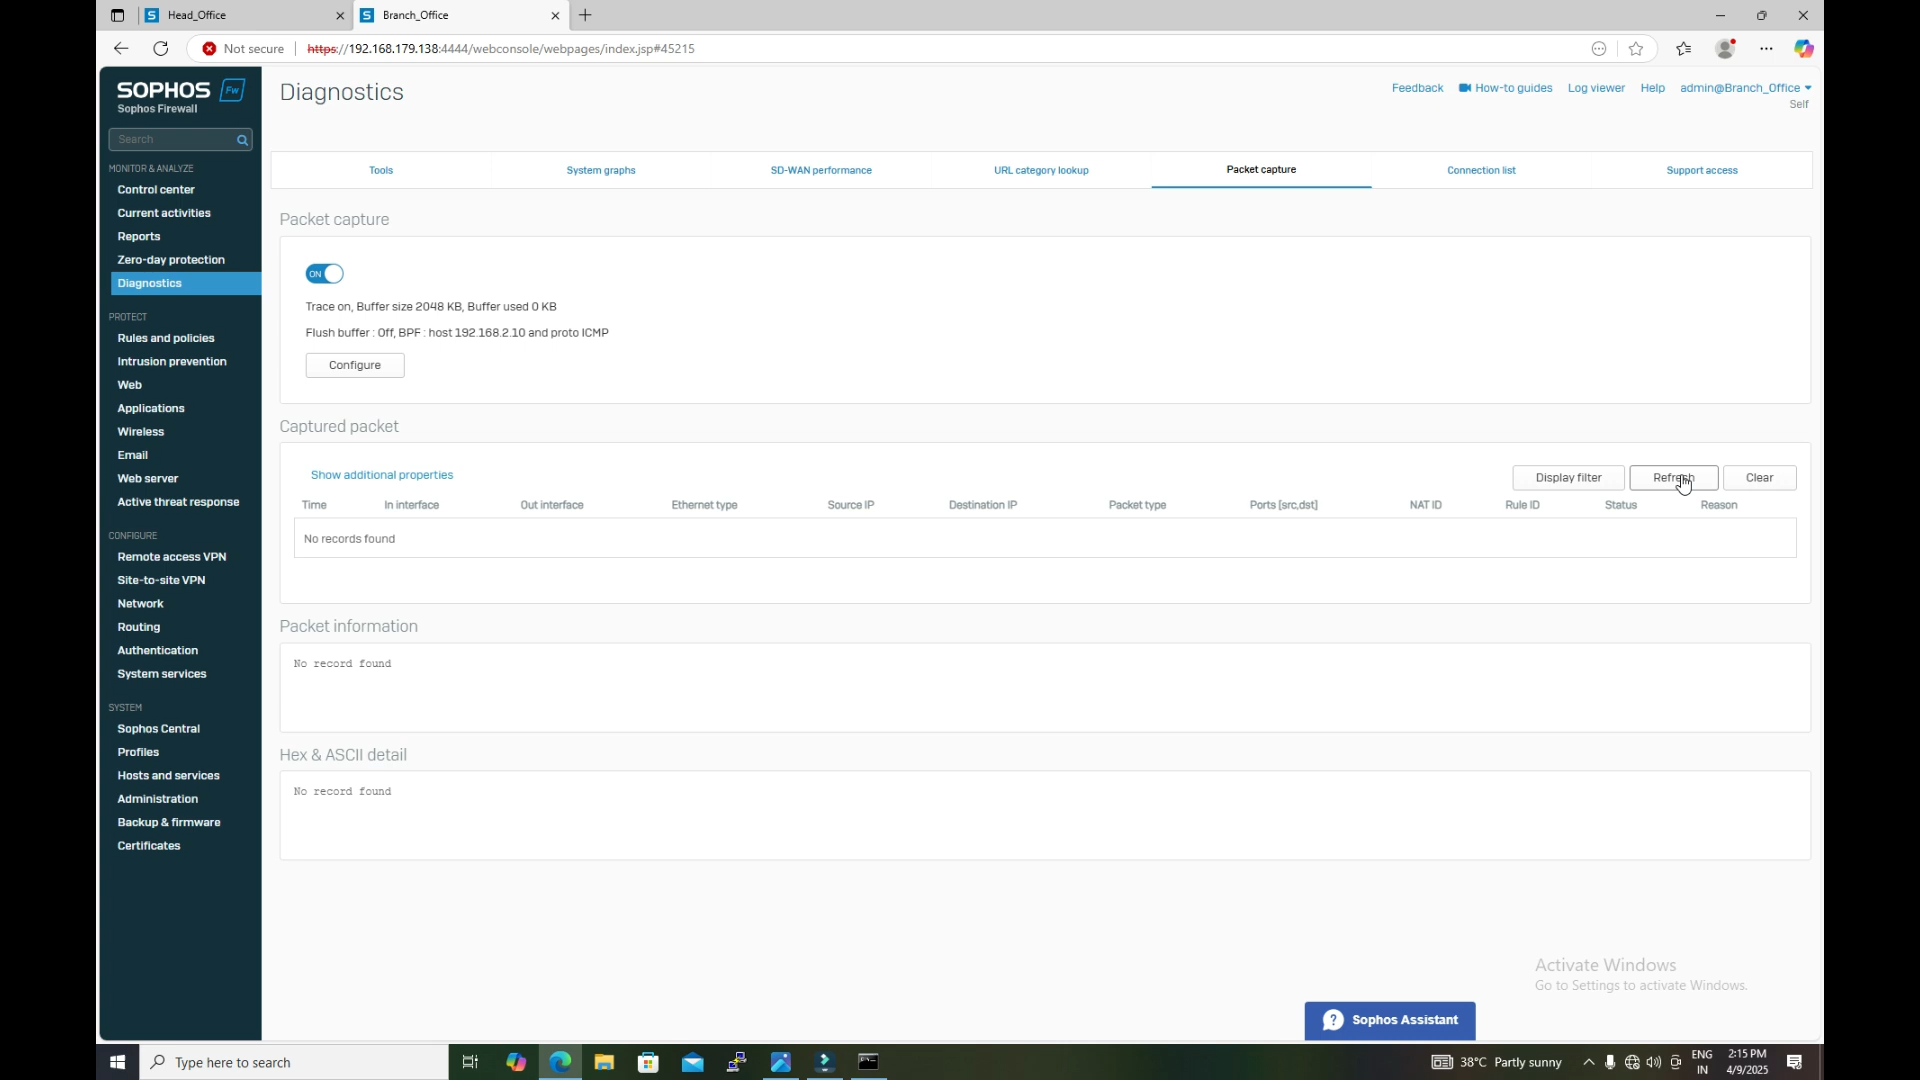 Head_Office
Branch_Office
Not secure
https://192.168.179.138:4444/webconsole/webpages/index.jsp#45215
SOPHOS Fw
Sophos Firewall
Search
MONITOR & ANALYZE
Control center
Current activities
Reports
Zero-day protection
Diagnostics
PROTECT
Rules and policies
Intrusion prevention
Web
Applications
Wireless
Email
Web server
Active threat response
CONFIGURE
Remote access VPN
Site-to-site VPN
Network
Routing
Authentication
System services
SYSTEM
Sophos Central
Profiles
Hosts and services
Administration
Backup & firmware
Certificates
Diagnostics
Feedback How-to guides Log viewer Help admin@Branch_Office
Self
Tools System graphs SD-WAN performance URL category lookup Packet capture Connection list Support access
Packet capture
ON
Trace on, Buffer size 2048 KB, Buffer used 0 KB
Flush buffer : Off, BPF : host 192.168.2.10 and proto ICMP
Configure
Captured packet
Show additional properties
Display filter Refresh Clear
Time In interface Out interface Ethernet type Source IP Destination IP Packet type Ports [src,dst] NAT ID Rule ID Status Reason
No records found
Packet information
No record found
Hex & ASCII detail
No record found
Activate Windows
Go to Settings to activate Windows.
? Sophos Assistant
Type here to search
38°C Partly sunny
ENG
IN
2:15 PM
4/9/2025